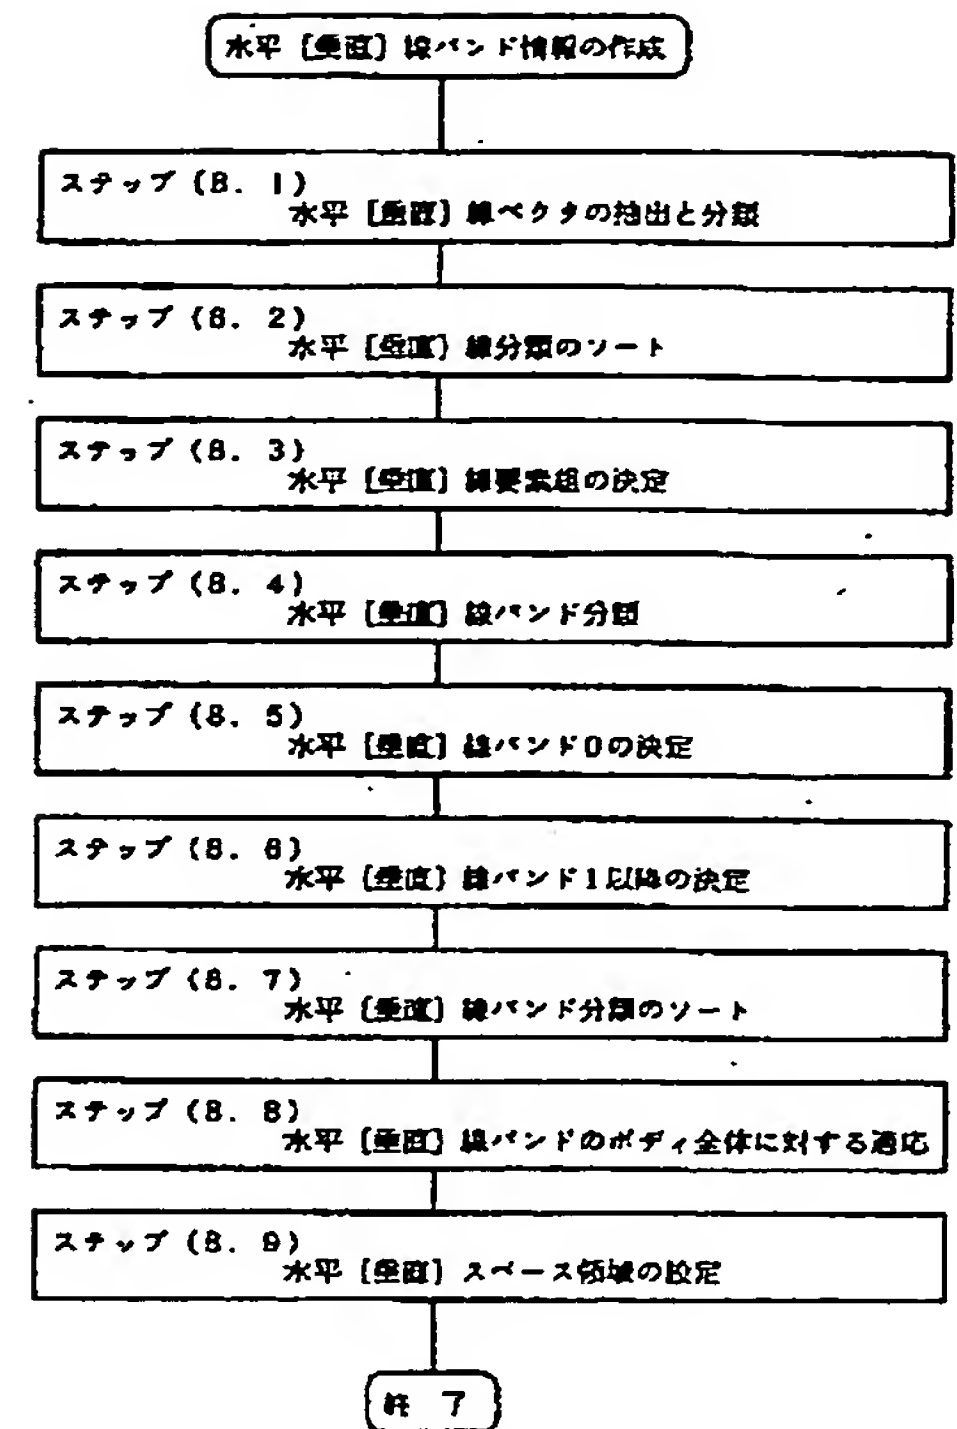 水平［垂直］線バンド情報の作成
ステップ（8．1）
水平［垂直］線ベクタの抽出と分類
ステップ（8．2）
水平［垂直］線分類のソート
ステップ（8．3）
水平［垂直］線要素組の決定
ステップ（8．4）
水平［垂直］線バンド分類
ステップ（8．5）
水平［垂直］線バンド0の決定
ステップ（8．6）
水平［垂直］線バンド1以降の決定
ステップ（8．7）
水平［垂直］線バンド分類のソート
ステップ（8．8）
水平［垂直］線バンドのボディ全体に対する適応
ステップ（8．9）
水平［垂直］スペース領域の設定
終　了